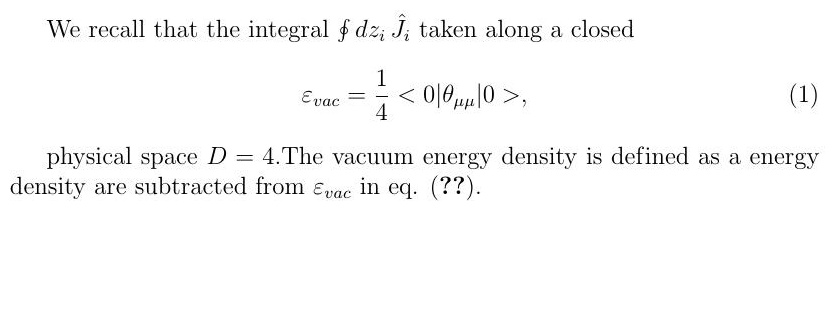 We recall that the integral ∮ dz_i Ĵ_i taken along a closed
ε_vac = 1/4 < 0|θ_μμ|0 >, (1)
physical space D = 4.The vacuum energy density is defined as a energy
density are subtracted from ε_vac in eq. (??).